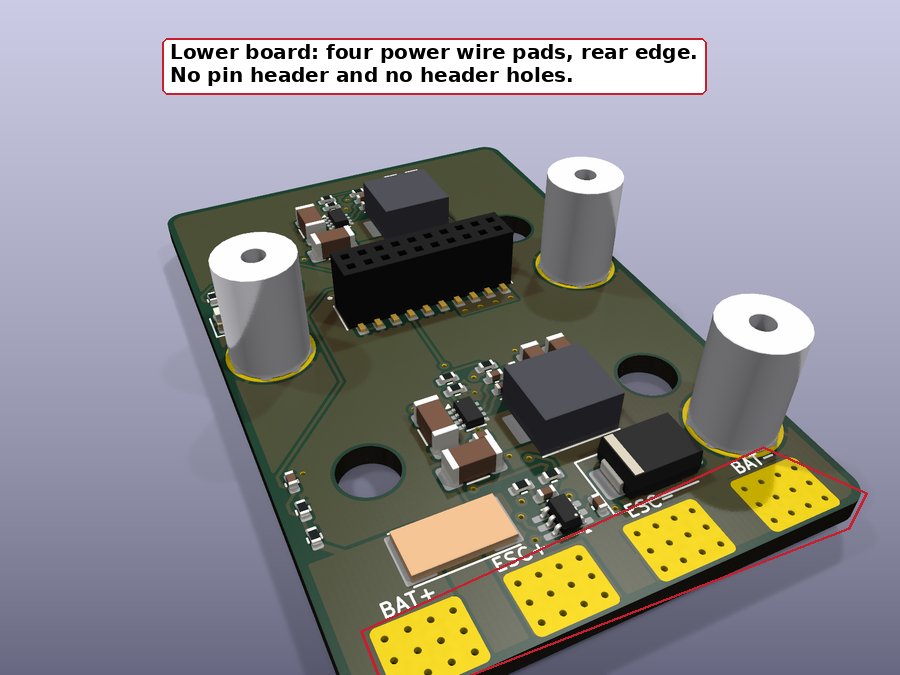 Lower board: four power wire pads, rear edge.
No pin header and no header holes.
BAT-
ESC-
ESC+
BAT+